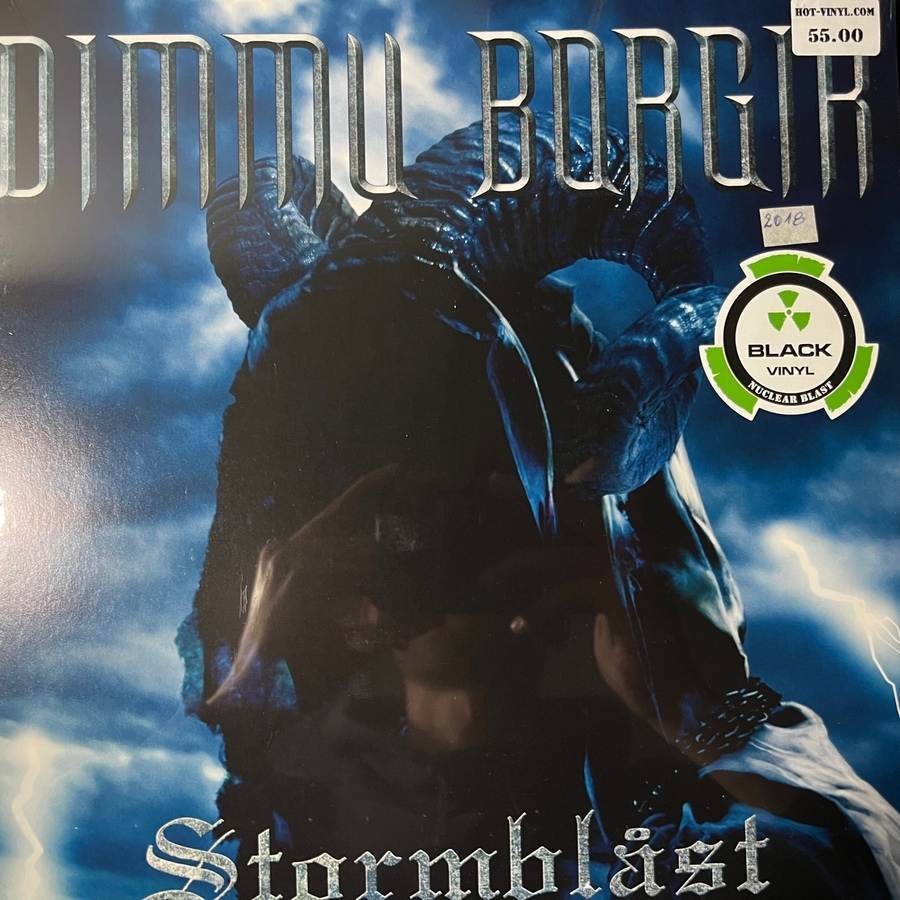 HOT-VINYL.COM
55.00
DIMMU BORGIR
2018
BLACK
VINYL
NUCLEAR BLAST
Stormblåst